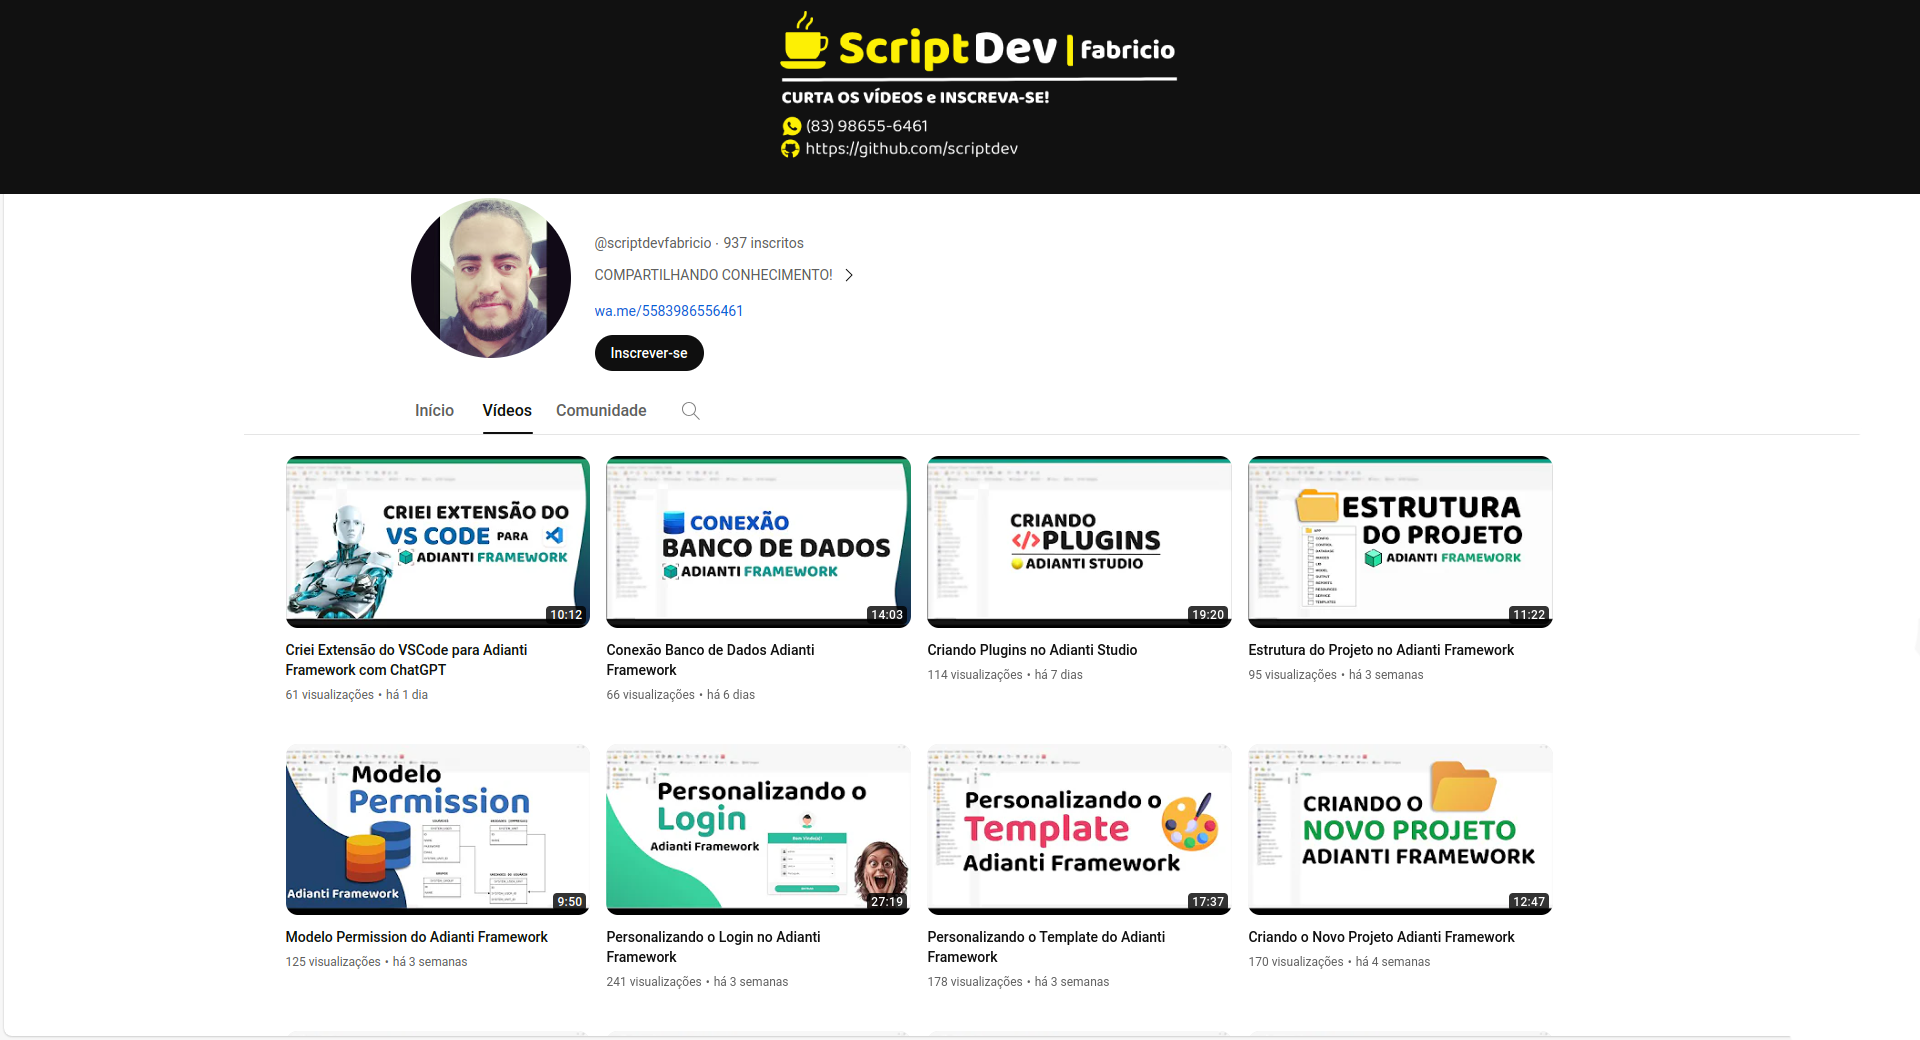 ScriptDev | fabricio
CURTA OS VÍDEOS e INSCREVA-SE!
(83) 98655-6461
https://github.com/scriptdev
@scriptdevfabricio · 937 inscritos
COMPARTILHANDO CONHECIMENTO!
wa.me/5583986556461
Inscrever-se
Início Vídeos Comunidade
CRIEI EXTENSÃO DO
VS CODE PARA
ADIANTI FRAMEWORK
10:12
CONEXÃO
BANCO DE DADOS
ADIANTI FRAMEWORK
14:03
CRIANDO
</>PLUGINS
ADIANTI STUDIO
19:20
ESTRUTURA
DO PROJETO
ADIANTI FRAMEWORK
11:22
Criei Extensão do VSCode para Adianti
Framework com ChatGPT
61 visualizações • há 1 dia
Conexão Banco de Dados Adianti
Framework
66 visualizações • há 6 dias
Criando Plugins no Adianti Studio
114 visualizações • há 7 dias
Estrutura do Projeto no Adianti Framework
95 visualizações • há 3 semanas
Modelo
Permission
Adianti Framework
9:50
Personalizando o
Login
Adianti Framework
27:19
Personalizando o
Template
Adianti Framework
17:37
CRIANDO O
NOVO PROJETO
ADIANTI FRAMEWORK
12:47
Modelo Permission do Adianti Framework
125 visualizações • há 3 semanas
Personalizando o Login no Adianti
Framework
241 visualizações • há 3 semanas
Personalizando o Template do Adianti
Framework
178 visualizações • há 3 semanas
Criando o Novo Projeto Adianti Framework
170 visualizações • há 4 semanas